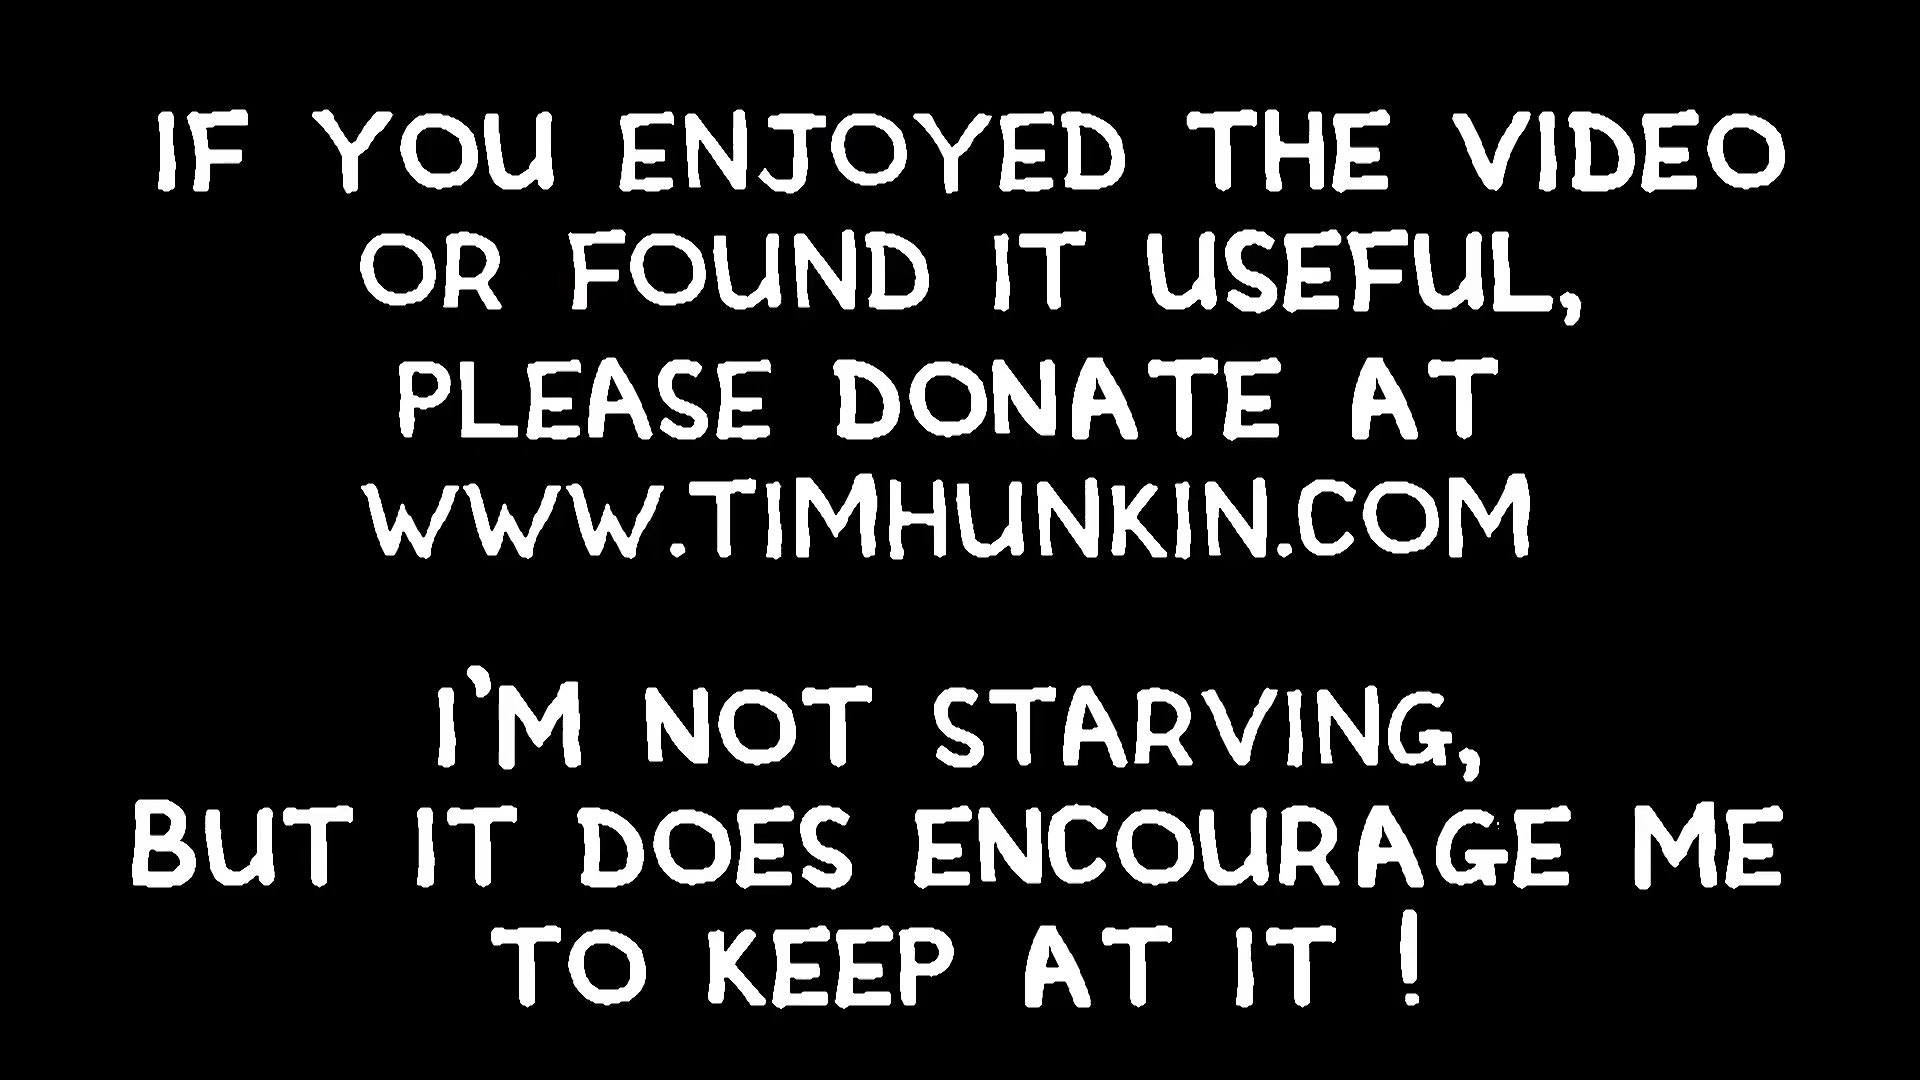 IF YOU ENJOYED THE VIDEO
OR FOUND IT USEFUL,
PLEASE DONATE AT
WWW.TIMHUNKIN.COM
I'M NOT STARVING,
BUT IT DOES ENCOURAGE ME
TO KEEP AT IT !